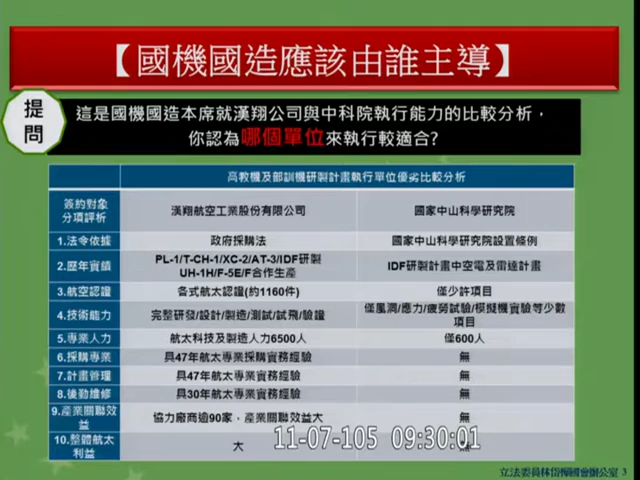 【國機國造應該由誰主導】
提問
這是國機國造本席就漢翔公司與中科院執行能力的比較分析，
你認為哪個單位來執行較適合?
高教機及部訓機研製計畫執行單位優劣比較分析
簽約對象
分項評析
漢翔航空工業股份有限公司
國家中山科學研究院
1.法令依據
政府採購法
國家中山科學研究院設置條例
2.歷年實績
PL-1/T-CH-1/XC-2/AT-3/IDF研製
UH-1H/F-5E/F合作生產
IDF研製計畫中空電及雷達計畫
3.航空認證
各式航太認證(約1160件)
僅少許項目
4.技術能力
完整研發/設計/製造/測試/試飛/驗證
僅風洞/應力/疲勞試驗/模擬機實驗等少數
項目
5.專業人力
航太科技及製造人力6500人
僅600人
6.採購專業
具47年航太專業採購實務經驗
無
7.計畫管理
具47年航太專業實務經驗
無
8.後勤維修
具30年航太專業實務經驗
無
9.產業關聯效
益
協力廠商逾90家，產業關聯效益大
無
10.整體航太
利益
大
11-07-105 09:30:01
立法委員林岱樺國會辦公室 3